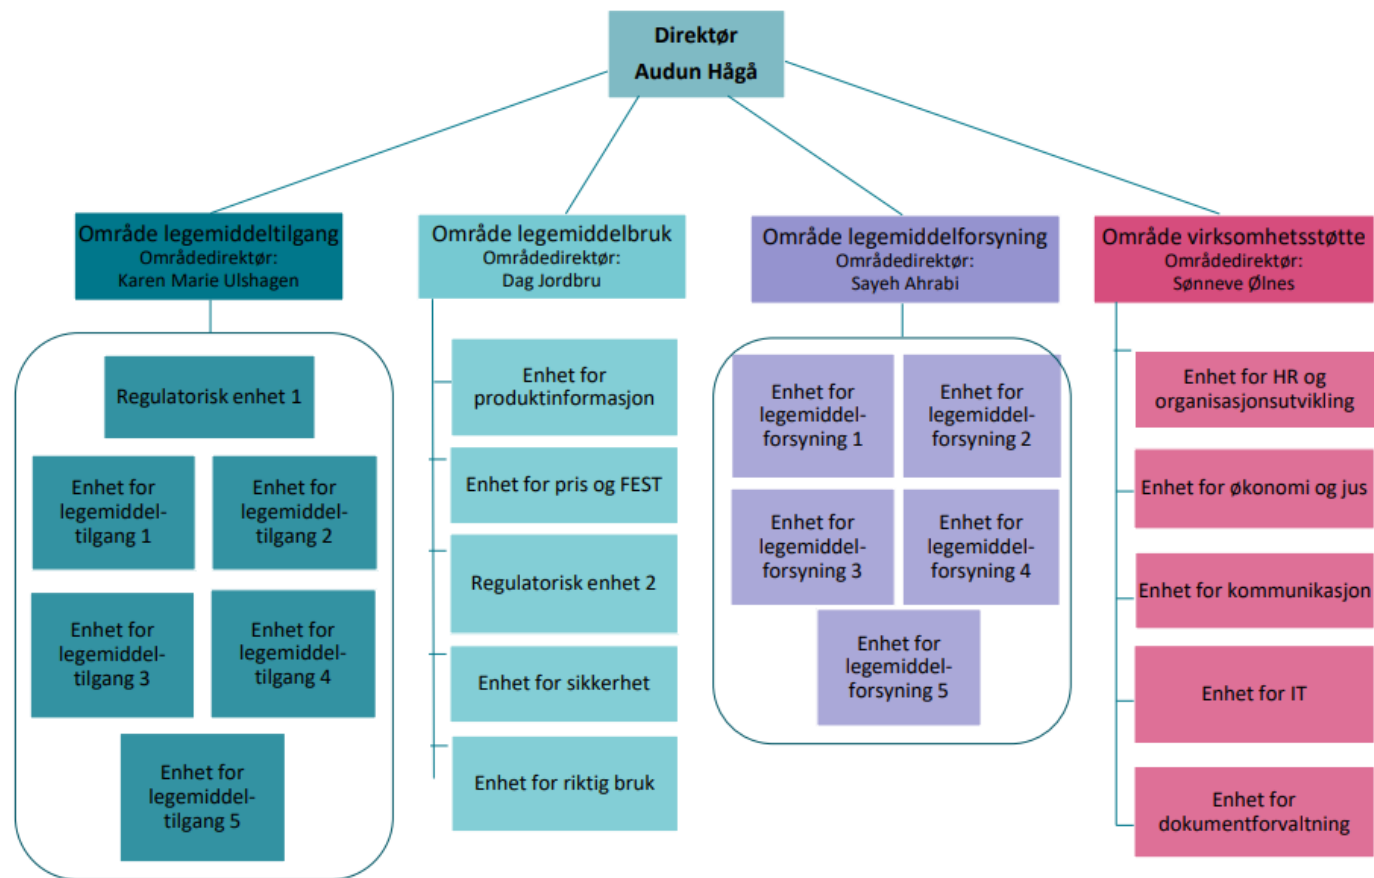 Direktør
Audun Hågå
Område legemiddeltilgang
Områdedirektør:
Karen Marie Ulshagen
Regulatorisk enhet 1
Enhet for
legemiddel-
tilgang 1
Enhet for
legemiddel-
tilgang 2
Enhet for
legemiddel-
tilgang 3
Enhet for
legemiddel-
tilgang 4
Enhet for
legemiddel-
tilgang 5
Område legemiddelbruk
Områdedirektør:
Dag Jordbru
Enhet for
produktinformasjon
Enhet for pris og FEST
Regulatorisk enhet 2
Enhet for sikkerhet
Enhet for riktig bruk
Område legemiddelforsyning
Områdedirektør:
Sayeh Ahrabi
Enhet for
legemiddel-
forsyning 1
Enhet for
legemiddel-
forsyning 2
Enhet for
legemiddel-
forsyning 3
Enhet for
legemiddel-
forsyning 4
Enhet for
legemiddel-
forsyning 5
Område virksomhetsstøtte
Områdedirektør:
Sønneve Ølnes
Enhet for HR og
organisasjonsutvikling
Enhet for økonomi og jus
Enhet for kommunikasjon
Enhet for IT
Enhet for
dokumentforvaltning